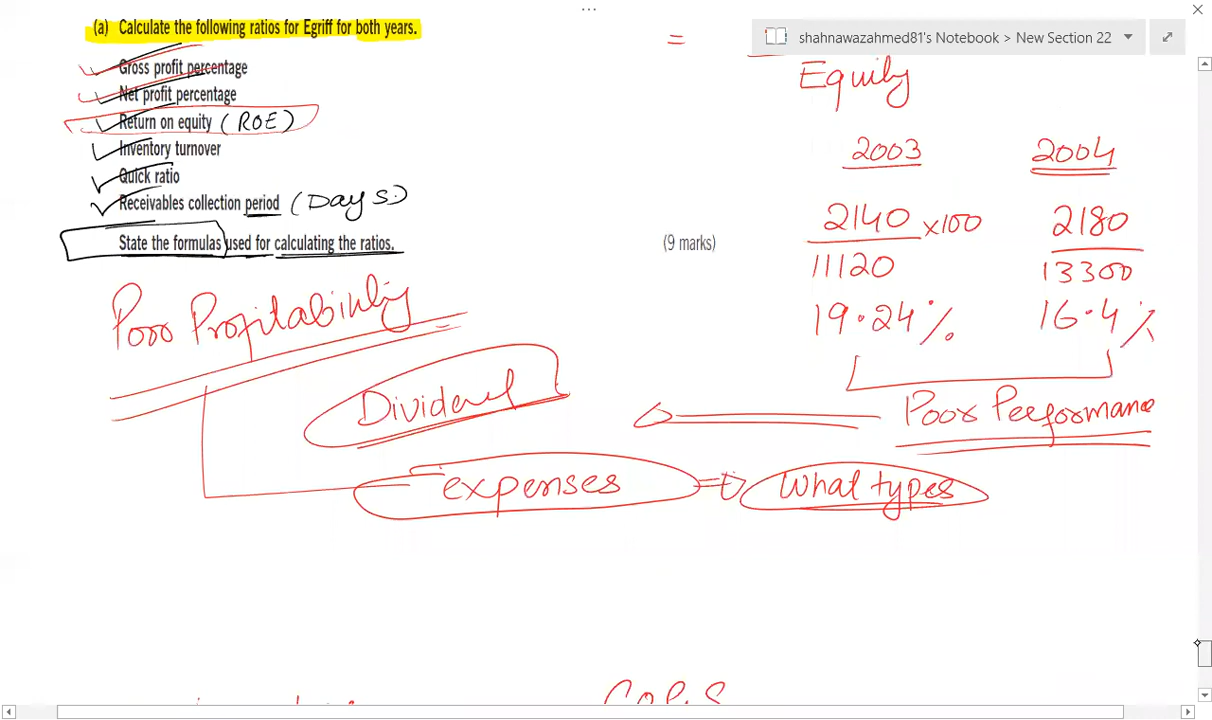 (a) Calculate the following ratios for Egriff for both years.
Gross profit percentage
Net profit percentage
Return on equity (ROE)
Inventory turnover
Quick ratio
Receivables collection period (Days)
State the formulas used for calculating the ratios.
(9 marks)
shahnawazahmed81's Notebook > New Section 22
=
Equity
2003 2004
2140 x100 2180
11120 13300
19.24% 16.4%
Poor Performance
Poor Profitability
Dividend
expenses => What types
C.O.G.S